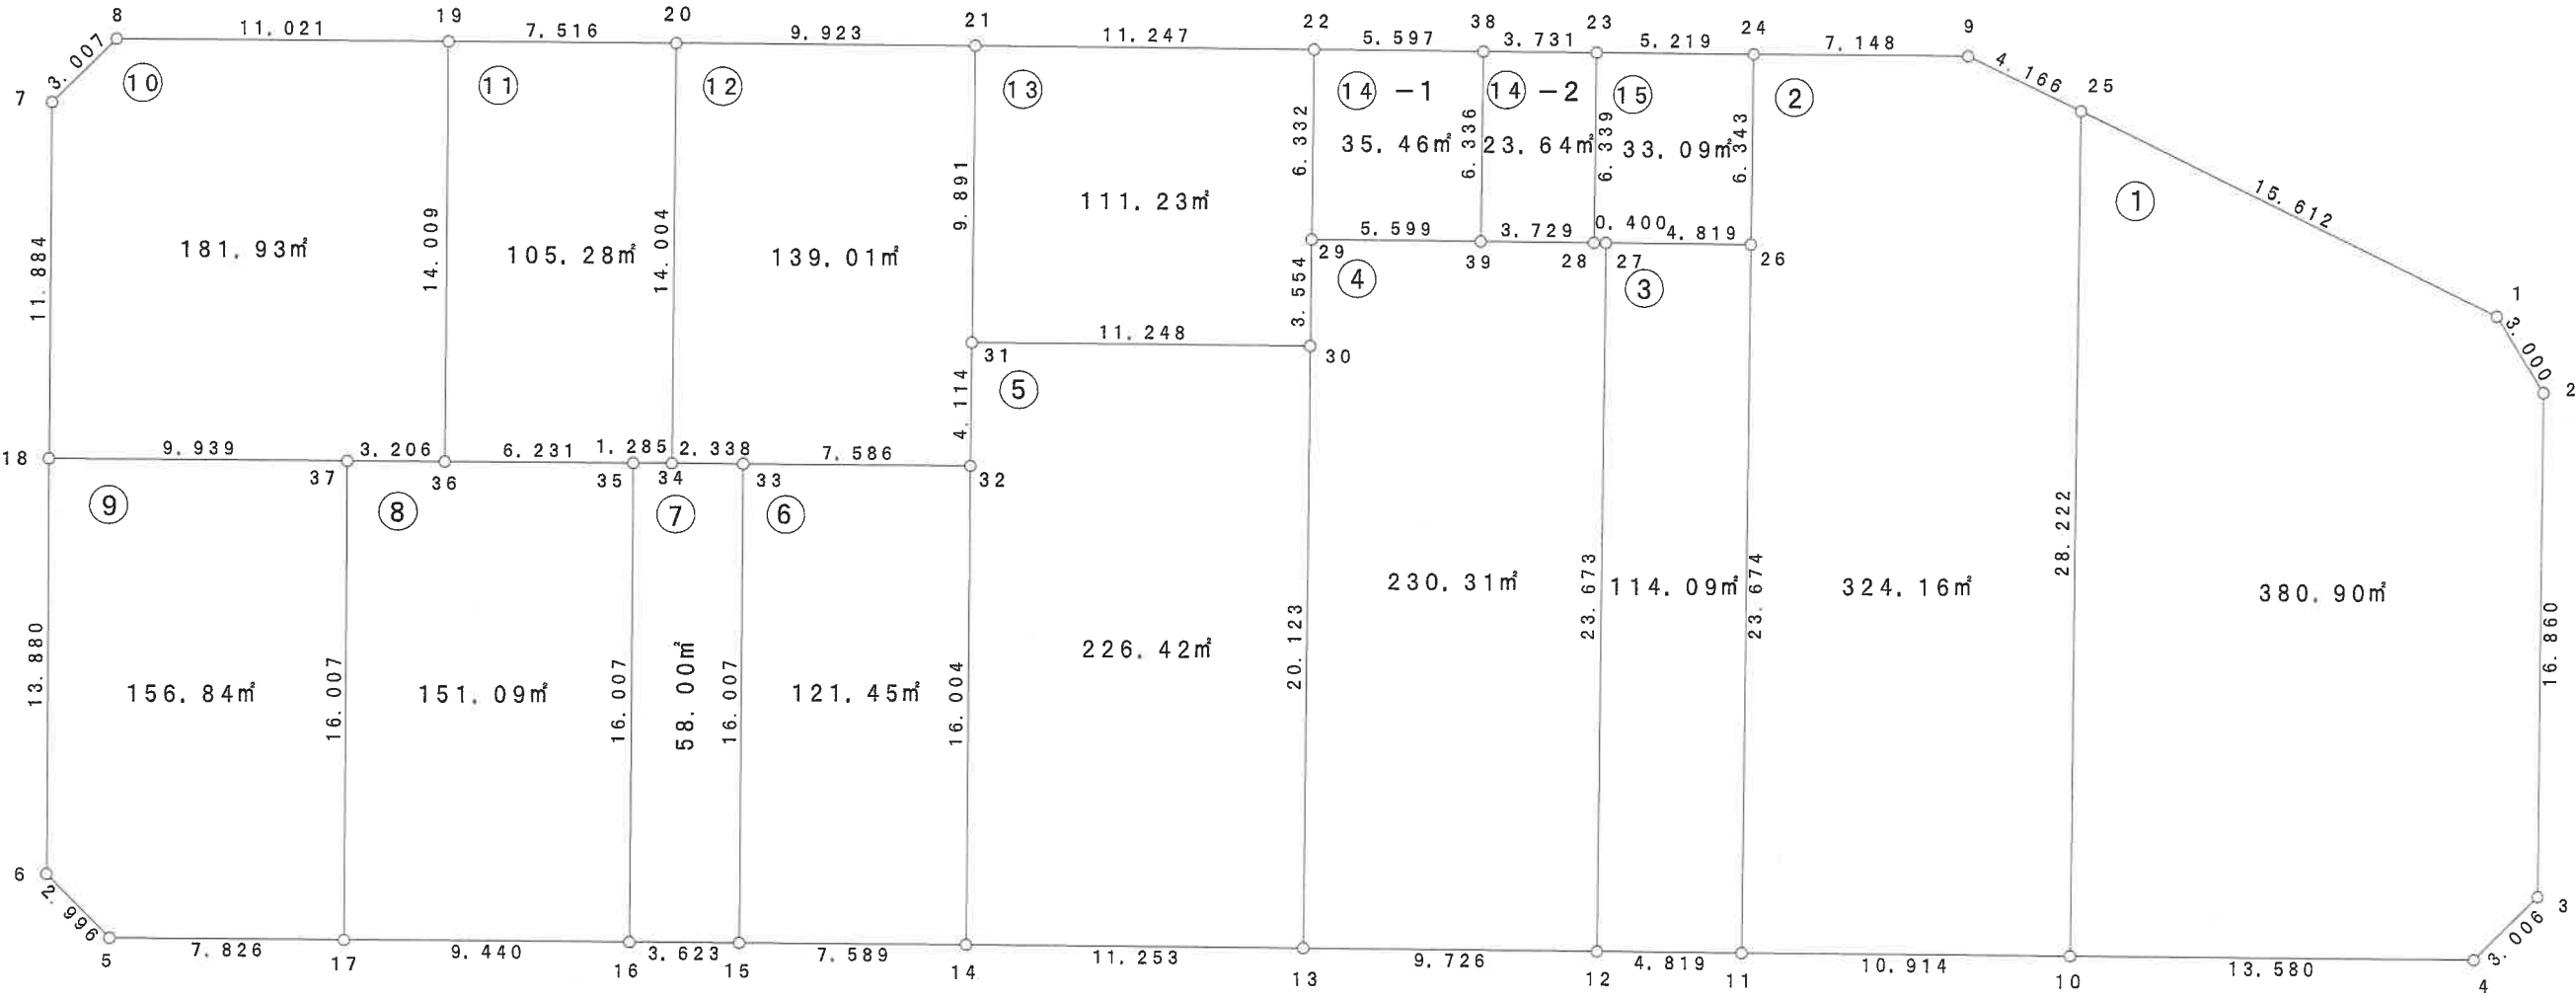 8 19 20 21 22 38 23 24 9
11.021 7.516 9.923 11.247 5.597 3.731 5.219 7.148
3.007 4.166 25
7 ⑩ ⑪ ⑫ ⑬ ⑭-1 ⑭-2 ⑮ ②
6.332 6.336 6.339 6.343
35.46㎡ 23.64㎡ 33.09㎡
9.891 111.23㎡ ① 15.612
11.884 181.93㎡ 14.009 105.28㎡ 14.004 139.01㎡
5.599 3.729 0.400 4.819
29 39 28 27 26
④ ③
3.554 1
11.248 3.000
31 30
⑤ 2
4.114
18 9.939 3.206 6.231 1.285 2.338 7.586
37 36 35 34 33 32
⑨ ⑧ ⑦ ⑥
28.222
230.31㎡ 23.673 114.09㎡ 23.674 324.16㎡ 380.90㎡
13.880 58.00㎡ 226.42㎡ 20.123 16.860
156.84㎡ 16.007 151.09㎡ 16.007 16.007 121.45㎡ 16.004
6 3
2.996 3.006
7.826 9.440 3.623 7.589 11.253 9.726 4.819 10.914 13.580
5 17 16 15 14 13 12 11 10 4